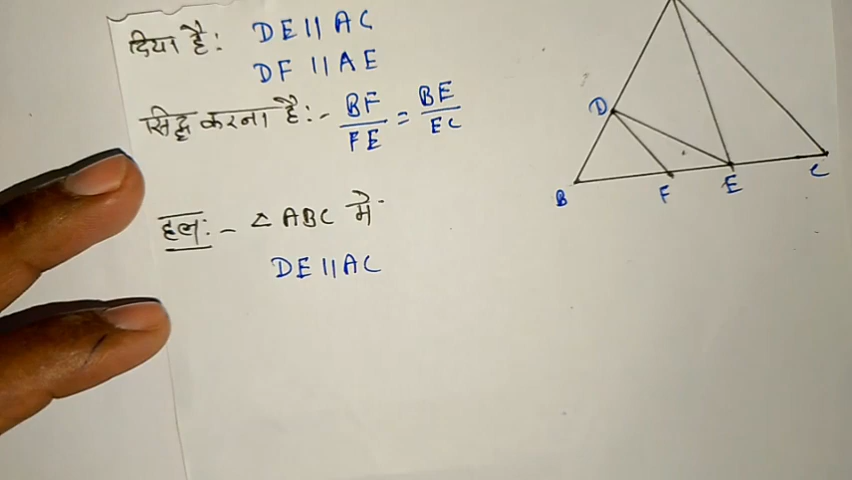 दिया है: DE॥AC
DF ॥AE
सिद्ध करना है:- BF/FE = BE/EC
हल:- △ABC में
DE॥AC
D
B
F
E
C